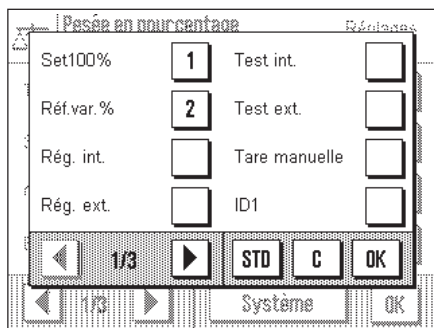 Pesée en pourcentage Réglages
Set100% 1 Test int.
Réf.var.% 2 Test ext.
Rég. int. Tare manuelle
Rég. ext. ID1
1/3 STD C OK
1/3 Système OK